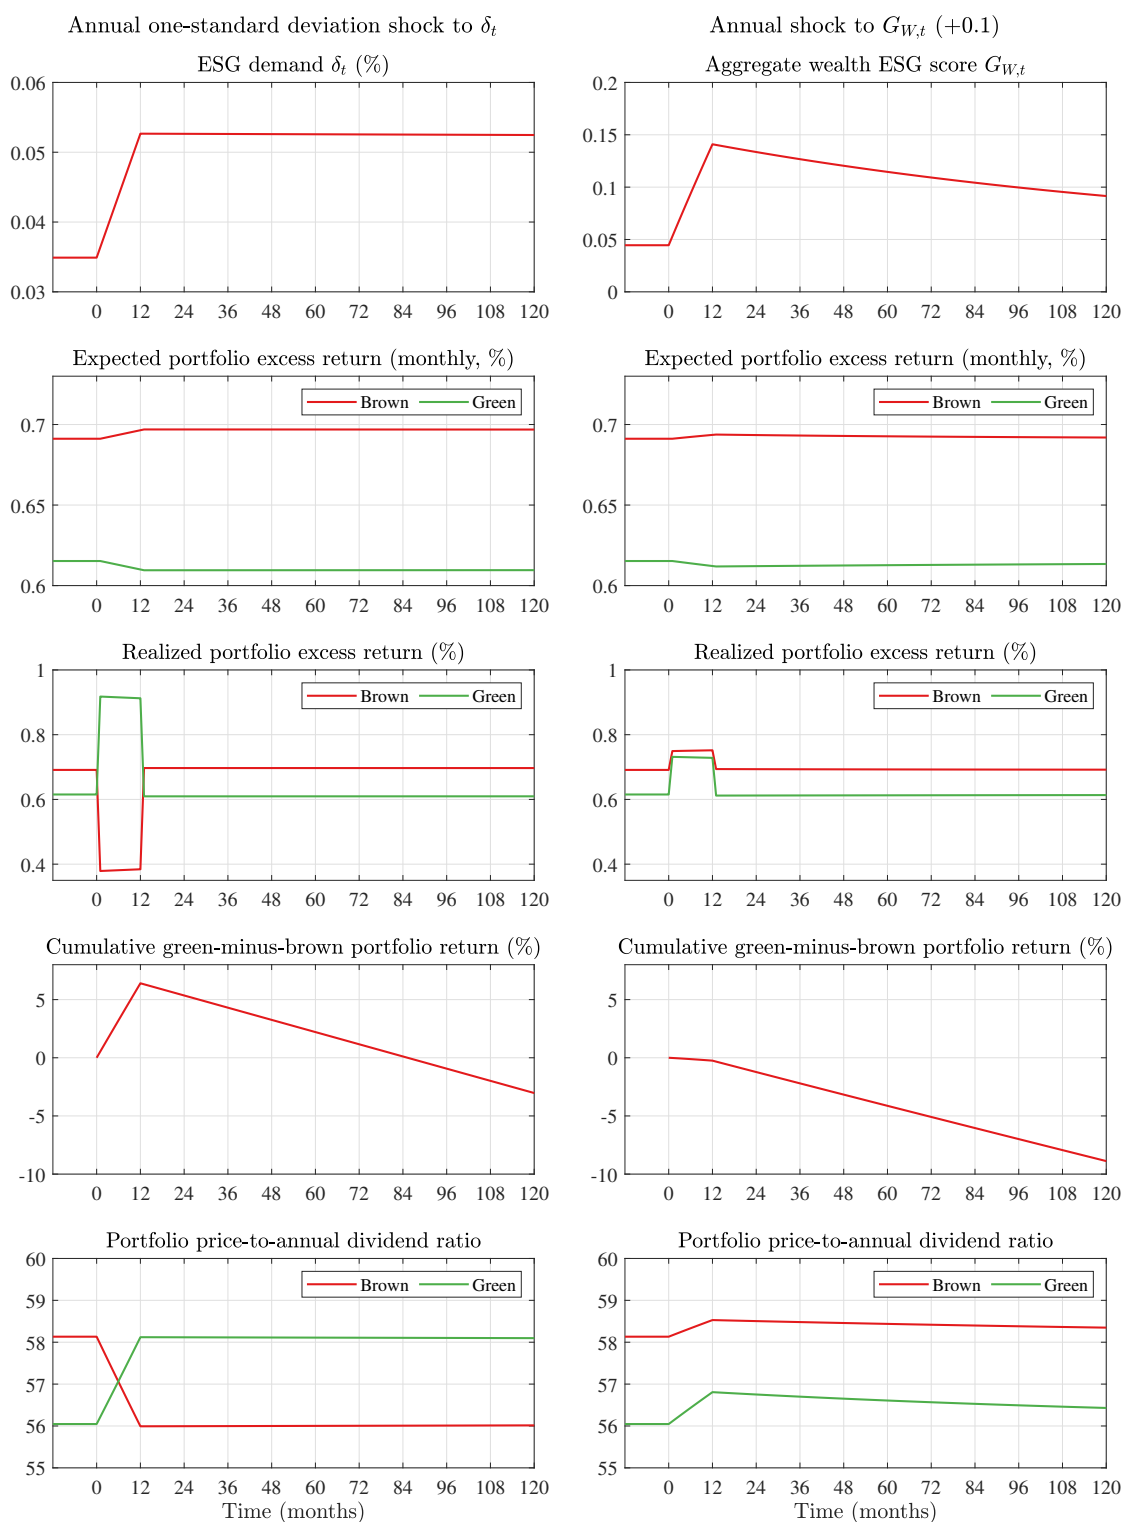 Annual one-standard deviation shock to δt
Annual shock to GW,t (+0.1)
ESG demand δt (%)
0.06
0.05
0.04
0.03
0 12 24 36 48 60 72 84 96 108 120
Aggregate wealth ESG score GW,t
0.2
0.15
0.1
0.05
0
0 12 24 36 48 60 72 84 96 108 120
Expected portfolio excess return (monthly, %)
Brown Green
0.7
0.65
0.6
0 12 24 36 48 60 72 84 96 108 120
Expected portfolio excess return (monthly, %)
Brown Green
0.7
0.65
0.6
0 12 24 36 48 60 72 84 96 108 120
Realized portfolio excess return (%)
Brown Green
1
0.8
0.6
0.4
0 12 24 36 48 60 72 84 96 108 120
Realized portfolio excess return (%)
Brown Green
1
0.8
0.6
0.4
0 12 24 36 48 60 72 84 96 108 120
Cumulative green-minus-brown portfolio return (%)
5
0
-5
-10
0 12 24 36 48 60 72 84 96 108 120
Cumulative green-minus-brown portfolio return (%)
5
0
-5
-10
0 12 24 36 48 60 72 84 96 108 120
Portfolio price-to-annual dividend ratio
Brown Green
60
59
58
57
56
55
0 12 24 36 48 60 72 84 96 108 120
Time (months)
Portfolio price-to-annual dividend ratio
Brown Green
60
59
58
57
56
55
0 12 24 36 48 60 72 84 96 108 120
Time (months)